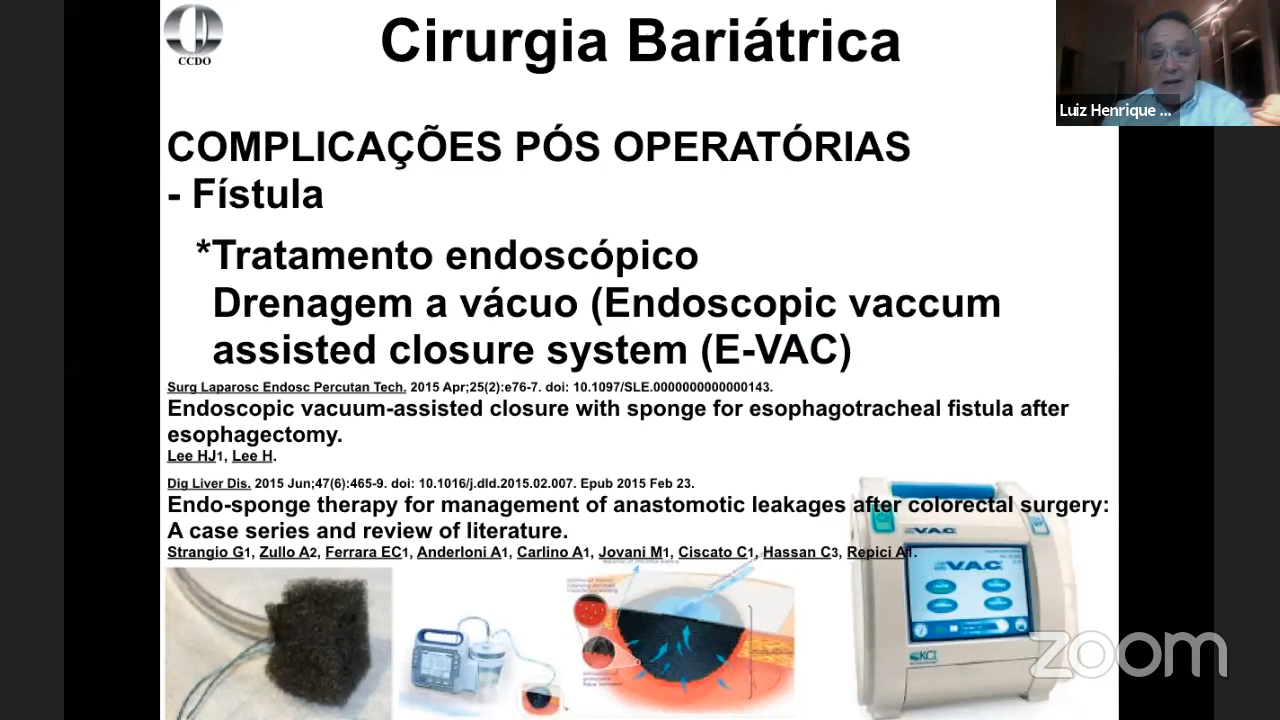 CCDO
Cirurgia Bariátrica
Luiz Henrique ...
COMPLICAÇÕES PÓS OPERATÓRIAS
- Fístula
*Tratamento endoscópico
Drenagem a vácuo (Endoscopic vaccum
assisted closure system (E-VAC)
Surg Laparosc Endosc Percutan Tech. 2015 Apr;25(2):e76-7. doi: 10.1097/SLE.0000000000000143.
Endoscopic vacuum-assisted closure with sponge for esophagotracheal fistula after
esophagectomy.
Lee HJ1, Lee H.
Dig Liver Dis. 2015 Jun;47(6):465-9. doi: 10.1016/j.dld.2015.02.007. Epub 2015 Feb 23.
Endo-sponge therapy for management of anastomotic leakages after colorectal surgery:
A case series and review of literature.
Strangio G1, Zullo A2, Ferrara EC1, Anderloni A1, Carlino A1, Jovani M1, Ciscato C1, Hassan C3, Repici A1.
VAC
VAC
KCI
zoom